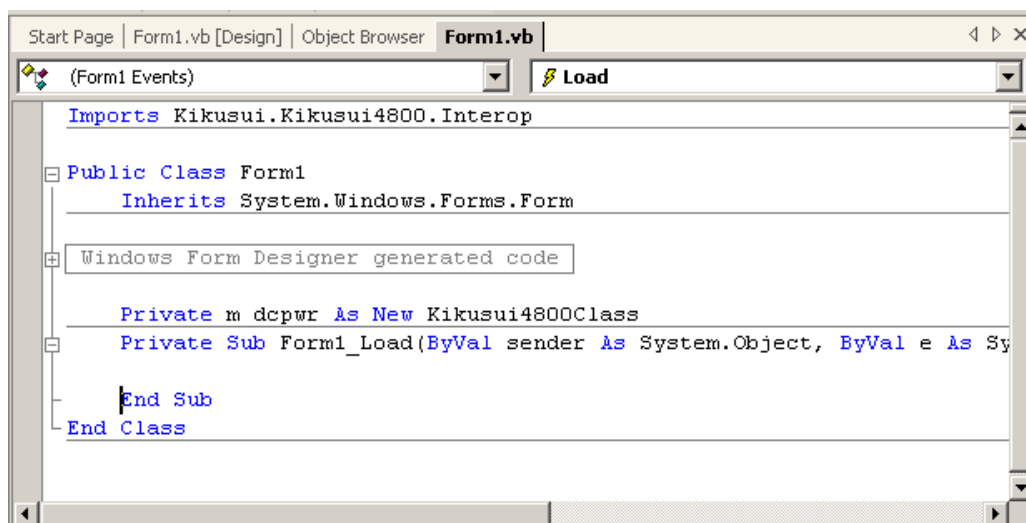 Start Page | Form1.vb [Design] | Object Browser Form1.vb
(Form1 Events) Load
Imports Kikusui.Kikusui4800.Interop
Public Class Form1
Inherits System.Windows.Forms.Form
Windows Form Designer generated code
Private m dcpwr As New Kikusui4800Class
Private Sub Form1_Load(ByVal sender As System.Object, ByVal e As Sy
End Sub
End Class